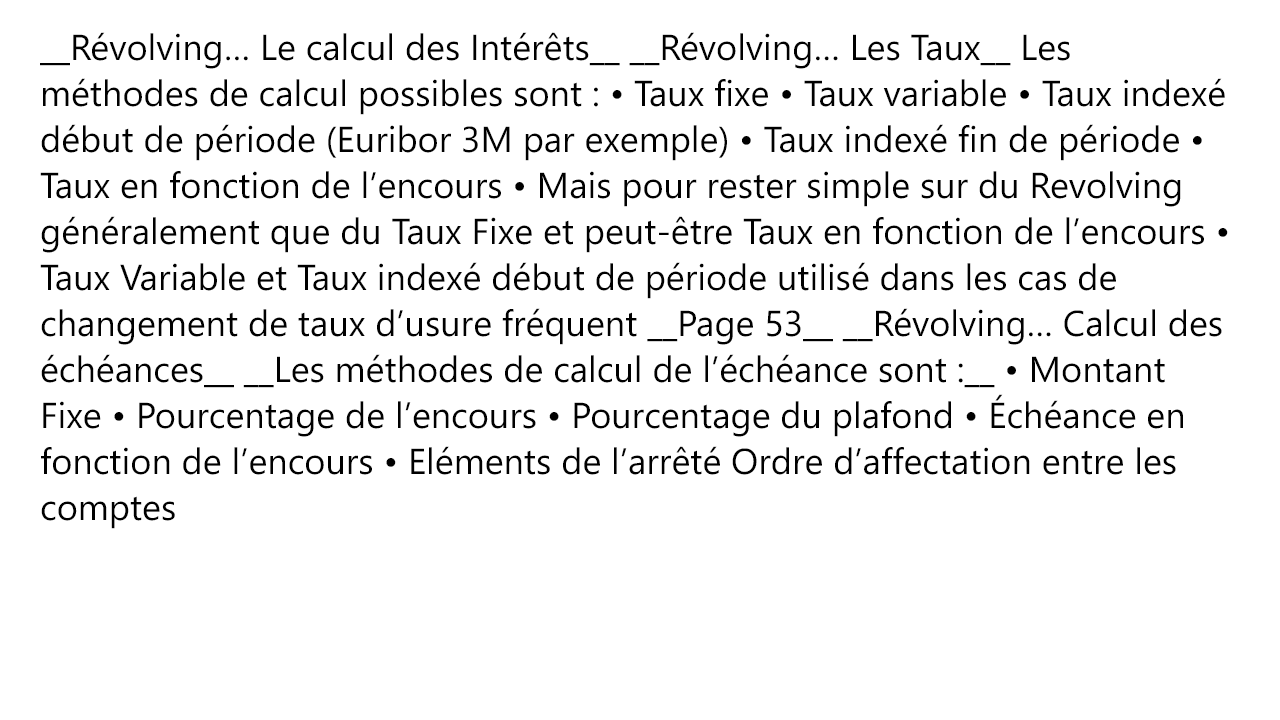 __Révolving... Le calcul des Intérêts__ __Révolving... Les Taux__ Les
méthodes de calcul possibles sont : • Taux fixe • Taux variable • Taux indexé
début de période (Euribor 3M par exemple) • Taux indexé fin de période •
Taux en fonction de l’encours • Mais pour rester simple sur du Revolving
généralement que du Taux Fixe et peut-être Taux en fonction de l’encours •
Taux Variable et Taux indexé début de période utilisé dans les cas de
changement de taux d’usure fréquent __Page 53__ __Révolving... Calcul des
échéances__ __Les méthodes de calcul de l’échéance sont :__ • Montant
Fixe • Pourcentage de l’encours • Pourcentage du plafond • Échéance en
fonction de l’encours • Eléments de l’arrêté Ordre d’affectation entre les
comptes